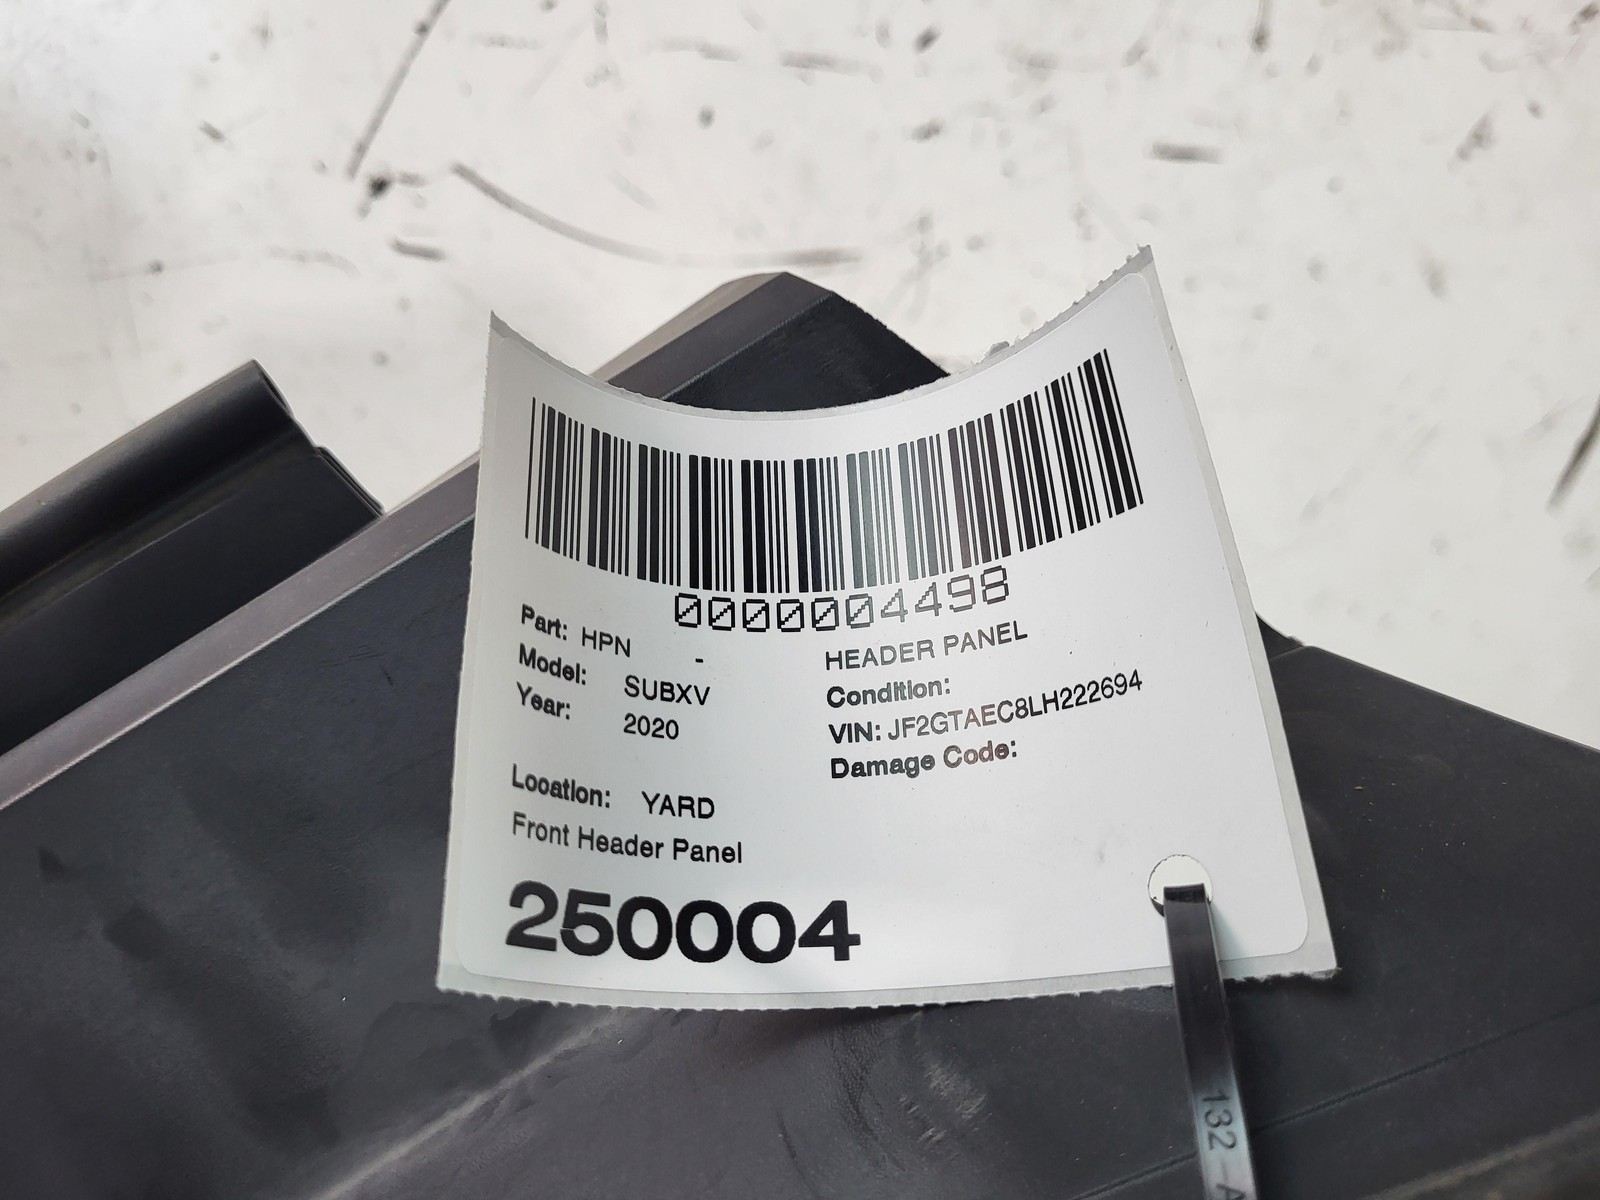 0000004498
Part: HPN -
HEADER PANEL
Model: SUBXV
Condition:
Year: 2020
VIN: JF2GTAEC8LH222694
Damage Code:
Location: YARD
Front Header Panel
250004
132 - A